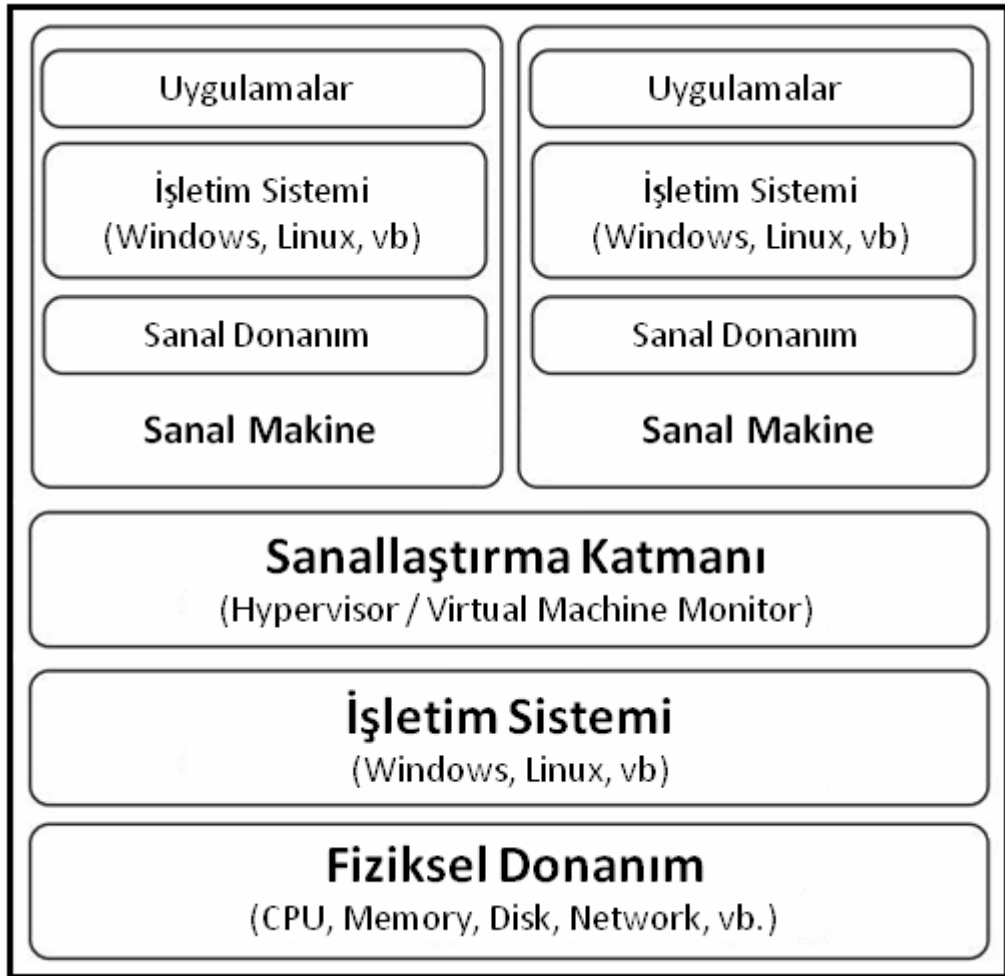 Uygulamalar
İşletim Sistemi
(Windows, Linux, vb)
Sanal Donanım
Sanal Makine
Uygulamalar
İşletim Sistemi
(Windows, Linux, vb)
Sanal Donanım
Sanal Makine
Sanallaştırma Katmanı
(Hypervisor / Virtual Machine Monitor)
İşletim Sistemi
(Windows, Linux, vb)
Fiziksel Donanım
(CPU, Memory, Disk, Network, vb.)